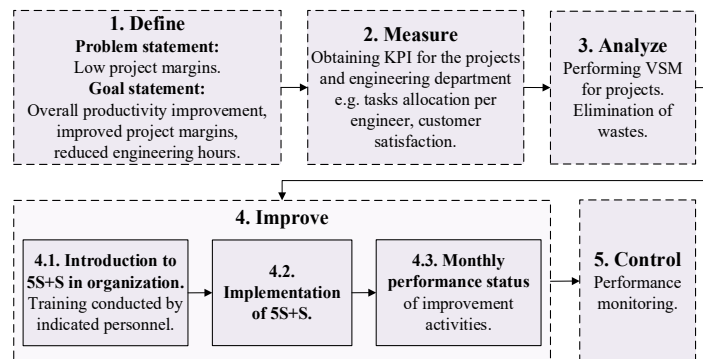 1. Define
Problem statement:
Low project margins.
Goal statement:
Overall productivity improvement,
improved project margins,
reduced engineering hours.
2. Measure
Obtaining KPI for the projects
and engineering department
e.g. tasks allocation per
engineer, customer
satisfaction.
3. Analyze
Performing VSM
for projects.
Elimination of
wastes.
4. Improve
4.1. Introduction to
5S+S in organization.
Training conducted by
indicated personnel.
4.2.
Implementation
of 5S+S.
4.3. Monthly
performance status
of improvement
activities.
5. Control
Performance
monitoring.